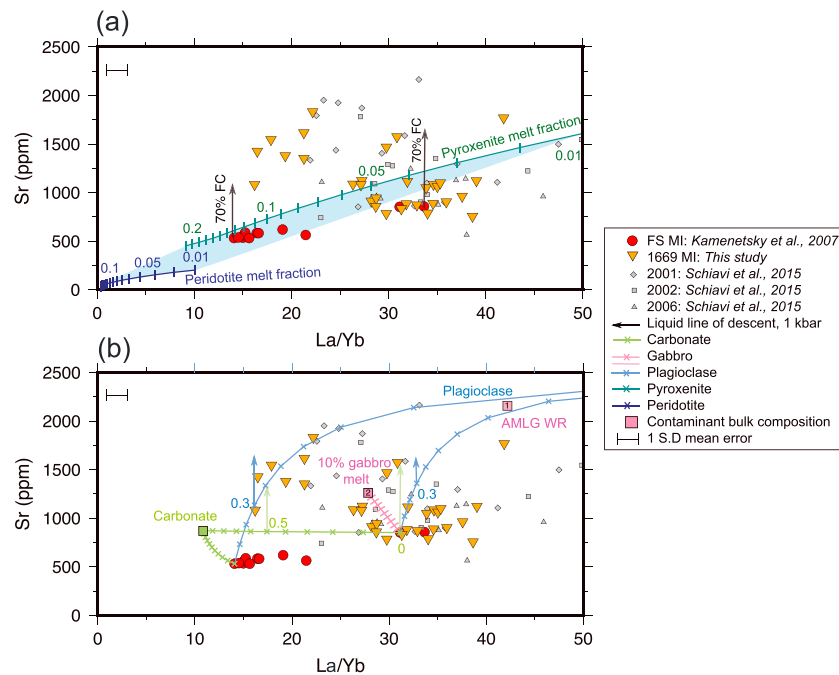 (a)
2500
2000
1500
1000
500
0
Sr (ppm)
70% FC
70% FC
Pyroxenite melt fraction
0.01
0.05
0.1
0.2
0.1
0.05
0.01
Peridotite melt fraction
0 10 20 30 40 50
La/Yb
(b)
2500
2000
1500
1000
500
0
Sr (ppm)
Plagioclase
1
AMLG WR
10% gabbro
melt
2
0.3
0.3
Carbonate
0.5
0
0 10 20 30 40 50
La/Yb
FS MI: Kamenetsky et al., 2007
1669 MI: This study
2001: Schiavi et al., 2015
2002: Schiavi et al., 2015
2006: Schiavi et al., 2015
Liquid line of descent, 1 kbar
Carbonate
Gabbro
Plagioclase
Pyroxenite
Peridotite
Contaminant bulk composition
1 S.D mean error